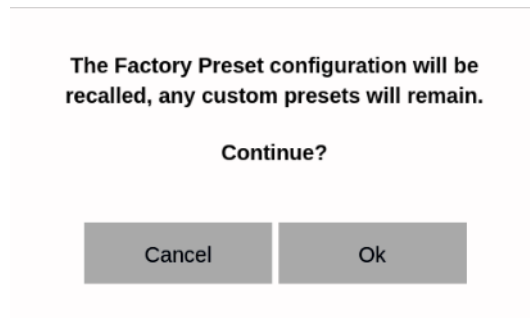 The Factory Preset configuration will be
recalled, any custom presets will remain.
Continue?
Cancel
Ok